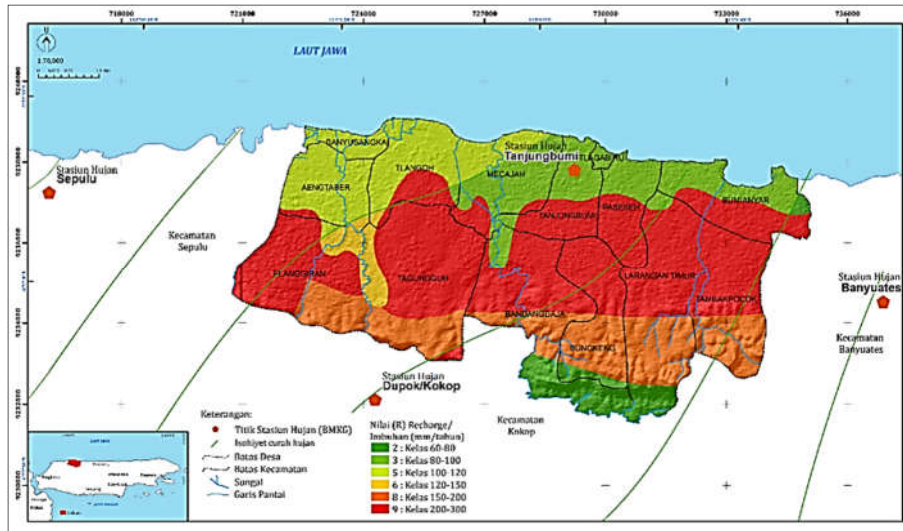 718000 721000 724000 727000 730000 733000 736000
LAUT JAWA
1:70,000
Stasiun Hujan
Sepulu
Stasiun Hujan
Tanjungbumi
BANYUSANGKA
TLANGOH
MACAJAH
AENGTABER
BUMIANYAR
TANJUNGBUMI
PASESEH
Kecamatan
Sepulu
PLANGGIRAN
TAGUNGGUH
LARANGAN TIMUR
TAMBAKPOCOK
Stasiun Hujan
Banyuates
BANDANGDAJA
BUNGKENG
Kecamatan
Banyuates
Stasiun Hujan
Dupok/Kokop
Kecamatan
Kokop
Keterangan:
Titik Stasiun Hujan (BMKG)
Isohiyet curah hujan
Batas Desa
Batas Kecamatan
Sungai
Garis Pantai
Nilai (R) Recharge/
Imbuhan (mm/tahun)
2 : Kelas 60-80
3 : Kelas 80-100
5 : Kelas 100-120
6 : Kelas 120-150
8 : Kelas 150-200
9 : Kelas 200-300